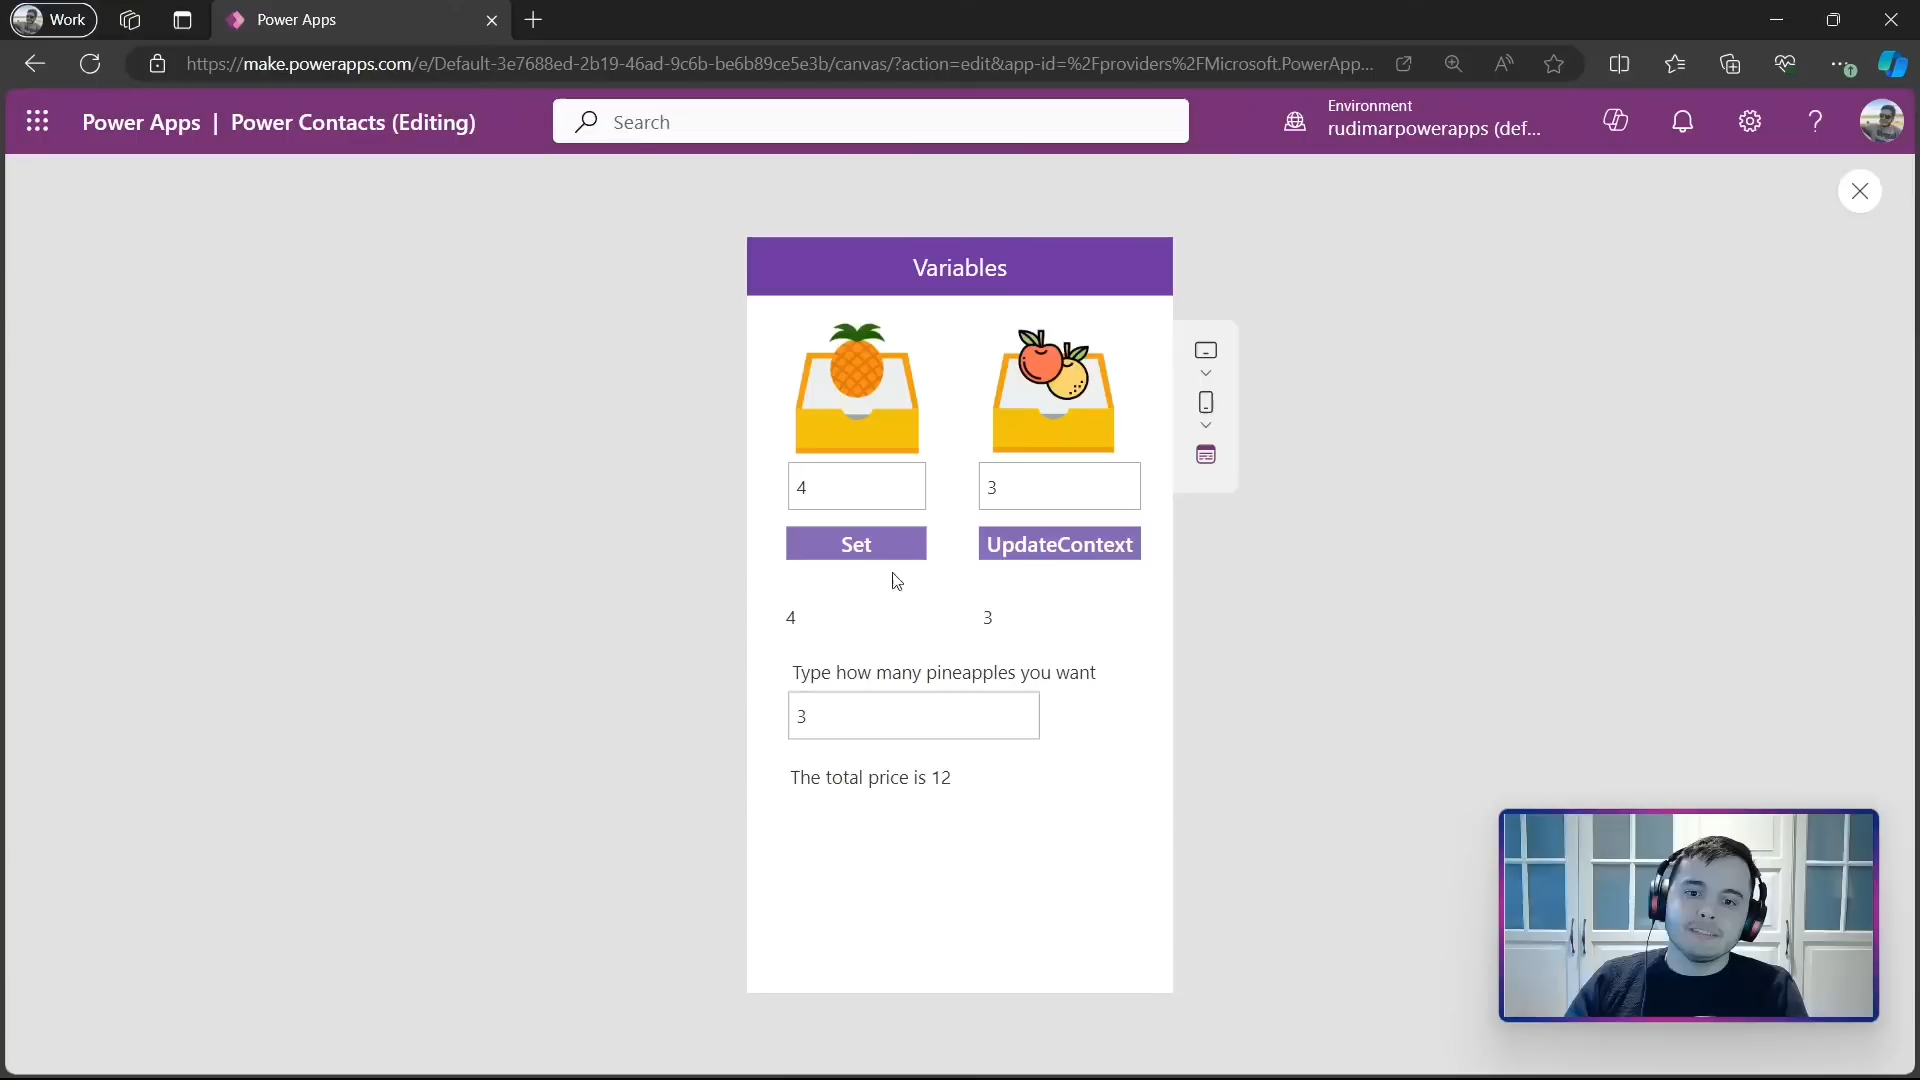 Work
Power Apps
https://make.powerapps.com/e/Default-3e7688ed-2b19-46ad-9c6b-be6b89ce5e3b/canvas/?action=edit&app-id=%2Fproviders%2FMicrosoft.PowerApp...
Power Apps | Power Contacts (Editing)
Search
Environment
rudimarpowerapps (def...
Variables
4
3
Set
UpdateContext
4
3
Type how many pineapples you want
3
The total price is 12